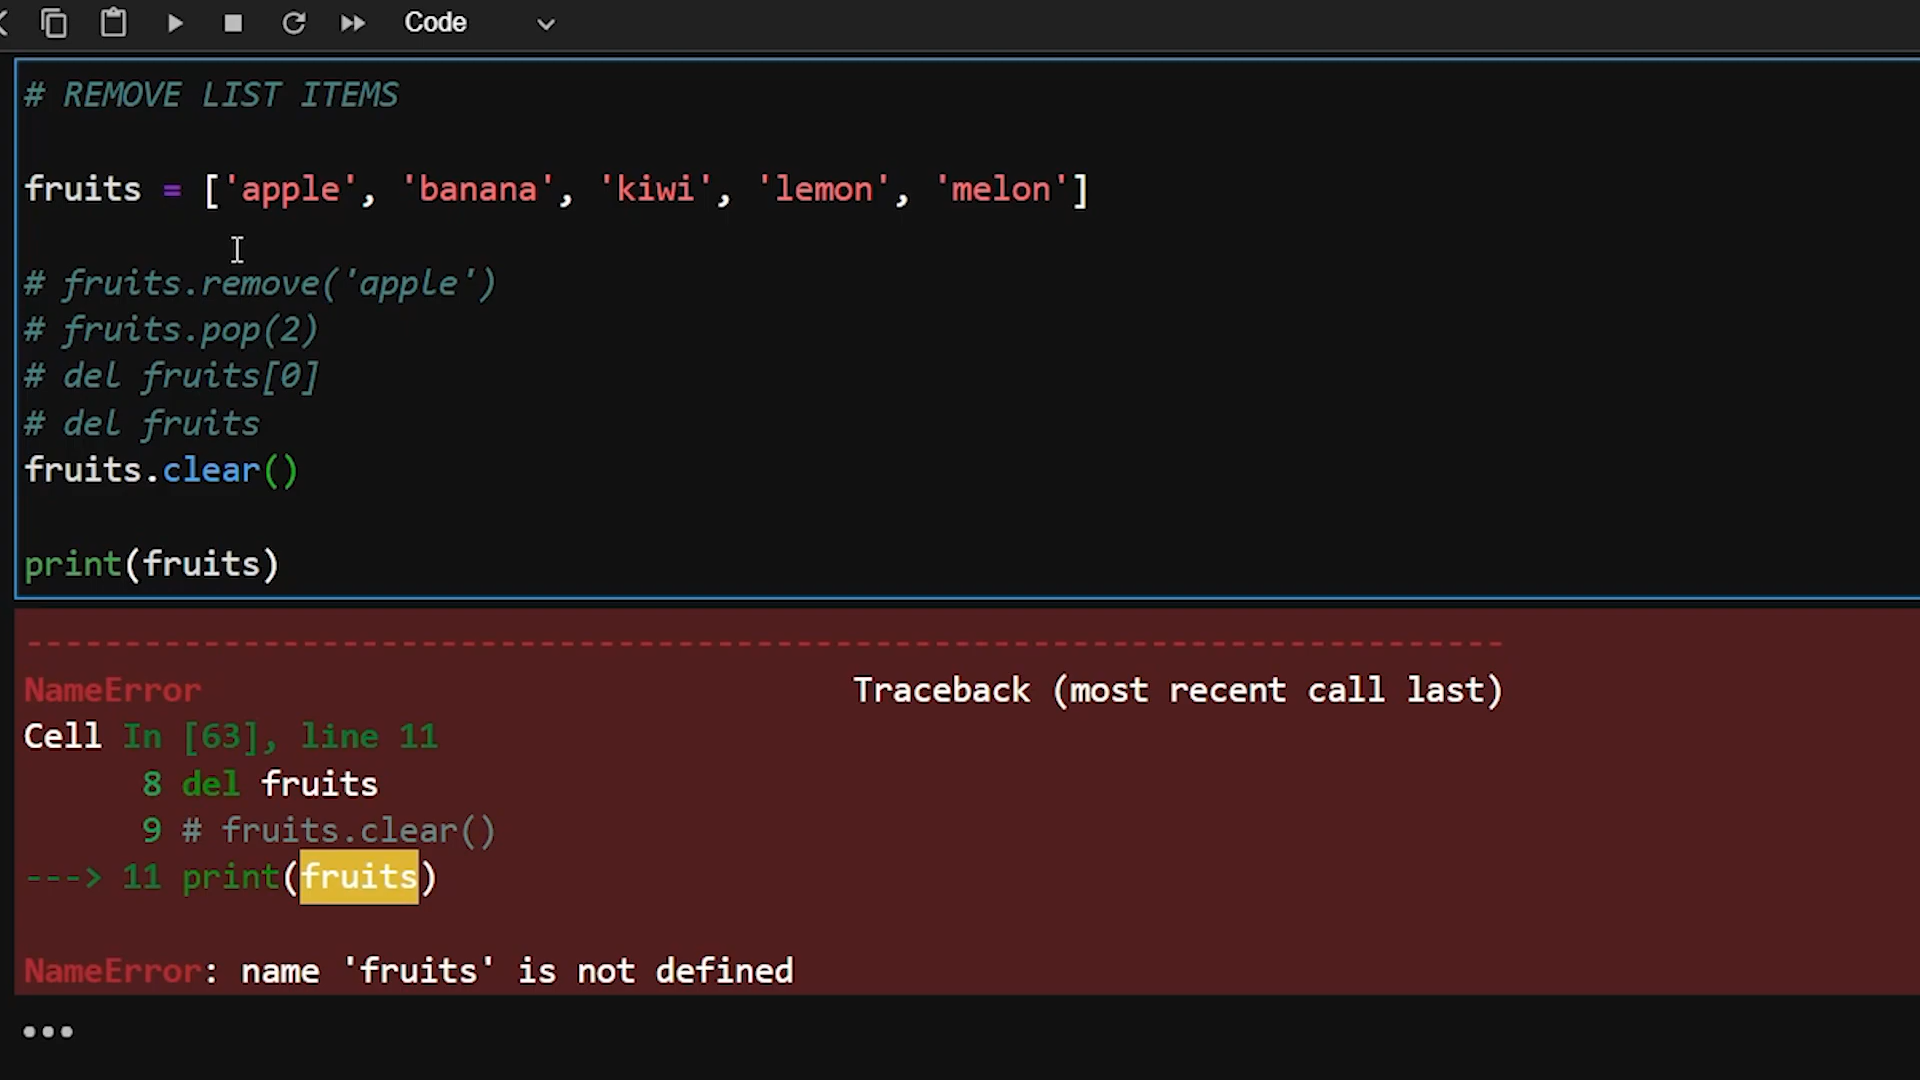 Code
# REMOVE LIST ITEMS
fruits = ['apple', 'banana', 'kiwi', 'lemon', 'melon']
# fruits.remove('apple')
# fruits.pop(2)
# del fruits[0]
# del fruits
fruits.clear()
print(fruits)
---------------------------------------------------------------------------
NameError Traceback (most recent call last)
Cell In [63], line 11
8 del fruits
9 # fruits.clear()
---> 11 print(fruits)
NameError: name 'fruits' is not defined
•••